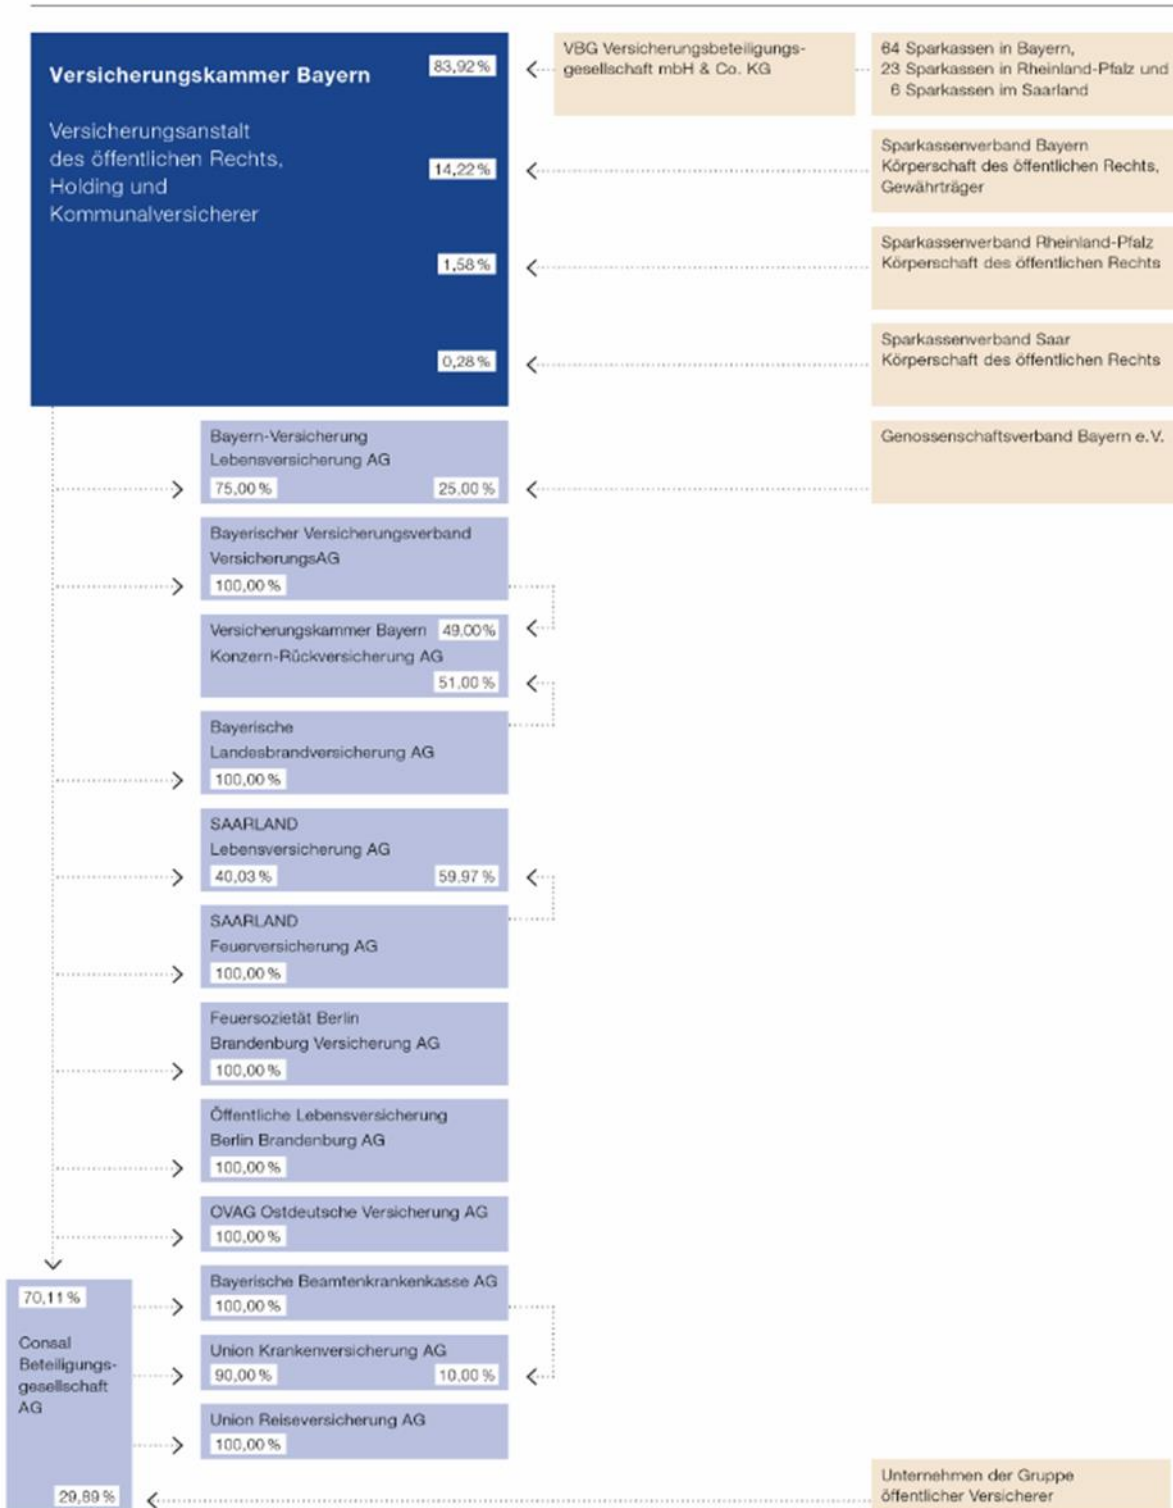 Versicherungskammer Bayern
83,92 %
Versicherungsanstalt
des öffentlichen Rechts,
Holding und
Kommunalversicherer
14,22 %
1,58 %
0,28 %
VBG Versicherungsbeteiligungs-
gesellschaft mbH & Co. KG
64 Sparkassen in Bayern,
23 Sparkassen in Rheinland-Pfalz und
6 Sparkassen im Saarland
Sparkassenverband Bayern
Körperschaft des öffentlichen Rechts,
Gewährträger
Sparkassenverband Rheinland-Pfalz
Körperschaft des öffentlichen Rechts
Sparkassenverband Saar
Körperschaft des öffentlichen Rechts
Bayern-Versicherung
Lebensversicherung AG
75,00 % 25,00 %
Genossenschaftsverband Bayern e. V.
Bayerischer Versicherungsverband
VersicherungsAG
100,00 %
Versicherungskammer Bayern 49,00%
Konzern-Rückversicherung AG
51,00 %
Bayerische
Landesbrandversicherung AG
100,00 %
SAARLAND
Lebensversicherung AG
40,03 % 59,97 %
SAARLAND
Feuerversicherung AG
100,00 %
Feuersozietät Berlin
Brandenburg Versicherung AG
100,00 %
Öffentliche Lebensversicherung
Berlin Brandenburg AG
100,00 %
OVAG Ostdeutsche Versicherung AG
100,00 %
70,11 %
Consal
Beteiligungs-
gesellschaft
AG
29,89 %
Bayerische Beamtenkrankenkasse AG
100,00 %
Union Krankenversicherung AG
90,00 % 10,00 %
Union Reiseversicherung AG
100,00 %
Unternehmen der Gruppe
öffentlicher Versicherer